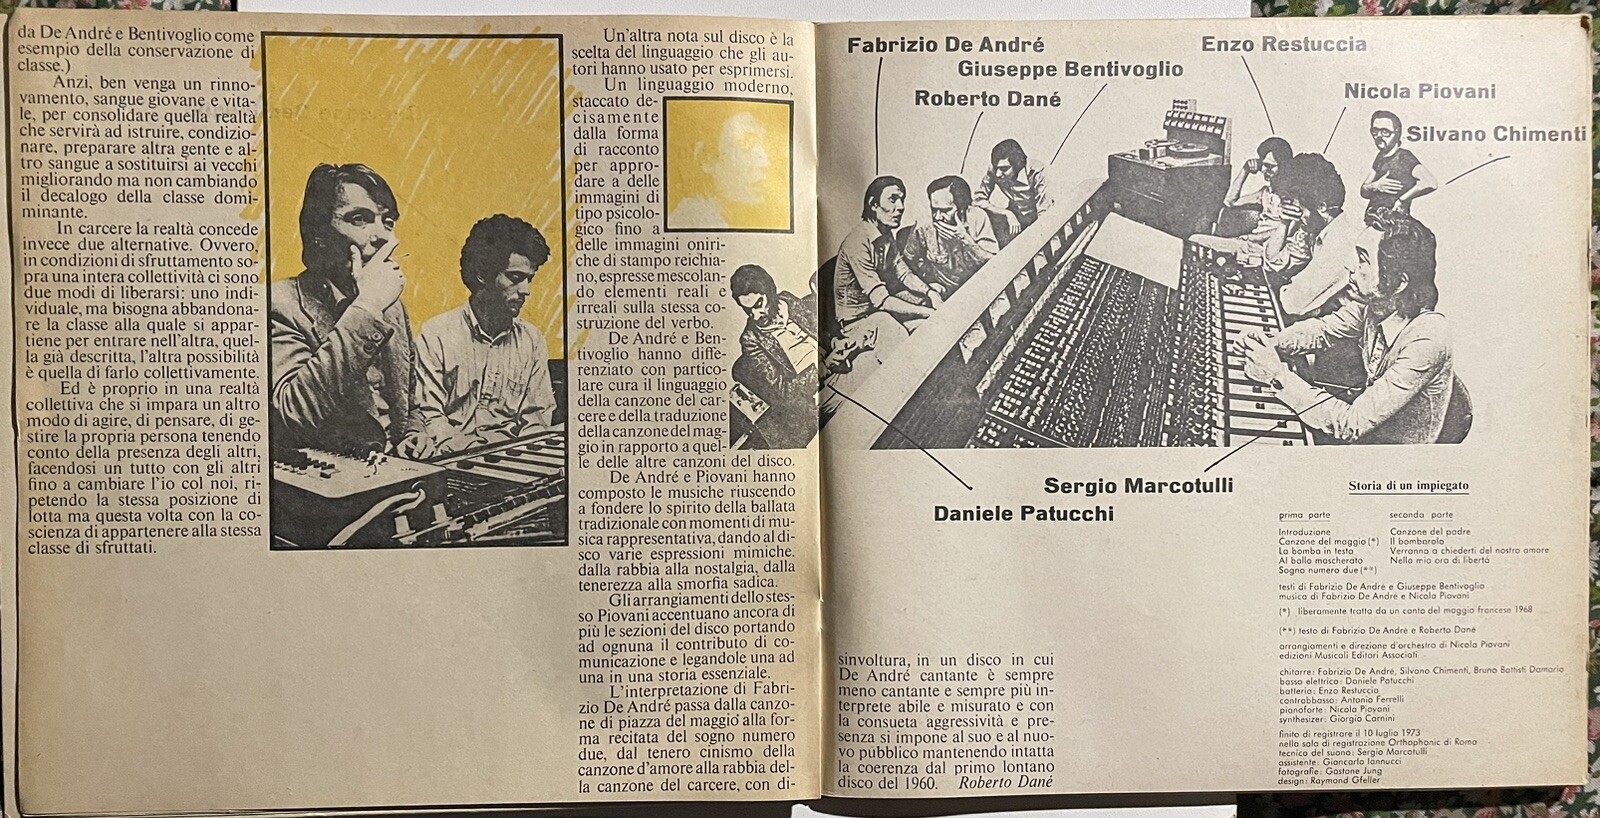 da De André e Bentivoglio come
esempio della conservazione di
classe.)
Anzi, ben venga un rinno-
vamento, sangue giovane e vita-
le, per consolidare quella realtà
che servirà ad istruire, condizio-
nare, preparare altra gente e al-
tro sangue a sostituirsi ai vecchi
migliorando ma non cambiando
il decalogo della classe domi-
minante.
In carcere la realtà concede
invece due alternative. Ovvero,
in condizioni di sfruttamento so-
pra una intera collettività ci sono
due modi di liberarsi: uno indi-
viduale, ma bisogna abbandona-
re la classe alla quale si appar-
tiene per entrare nell'altra, quel-
la già descritta, l'altra possibilità
è quella di farlo collettivamente.
Ed è proprio in una realtà
collettiva che si impara un altro
modo di agire, di pensare, di ge-
stire la propria persona tenendo
conto della presenza degli altri,
facendosi un tutto con gli altri
fino a cambiare l'io col noi, ri-
petendo la stessa posizione di
lotta ma questa volta con la co-
scienza di appartenere alla stessa
classe di sfruttati.
Un'altra nota sul disco è la
scelta del linguaggio che gli au-
tori hanno usato per esprimersi.
Un linguaggio moderno,
staccato de-
cisamente
dalla forma
di racconto
per appro-
dare a delle
immagini di
tipo psicolo-
gico fino a
delle immagini oniri-
che di stampo reichia-
no, espresse mescolan-
do elementi reali e
irreali sulla stessa co-
struzione del verbo.
De André e Ben-
tivoglio hanno diffe-
renziato con partico-
lare cura il linguaggio
della canzone del car-
cere e della traduzione
della canzone del mag-
gio in rapporto a quel-
le delle altre canzoni del disco.
De André e Piovani hanno
composto le musiche riuscendo
a fondere lo spirito della ballata
tradizionale con momenti di mu-
sica rappresentativa, dando al di-
sco varie espressioni mimiche.
dalla rabbia alla nostalgia, dalla
tenerezza alla smorfia sadica.
Gli arrangiamenti dello stes-
so Piovani accentuano ancora di
più le sezioni del disco portando
ad ognuna il contributo di co-
municazione e legandole una ad
una in una storia essenziale.
L'interpretazione di Fabri-
zio De André passa dalla canzo-
ne di piazza del maggio alla for-
ma recitata del sogno numero
due, dal tenero cinismo della
canzone d'amore alla rabbia del-
la canzone del carcere, con di-
Fabrizio De André
Giuseppe Bentivoglio
Roberto Dané
Enzo Restuccia
Nicola Piovani
Silvano Chimenti
Sergio Marcotulli
Daniele Patucchi
sinvoltura, in un disco in cui
De André cantante è sempre
meno cantante e sempre più in-
terprete abile e misurato e con
la consueta aggressività e pre-
senza si impone al suo e al nuo-
vo pubblico mantenendo intatta
la coerenza dal primo lontano
disco del 1960. Roberto Dané
Storia di un impiegato
prima parte
Introduzione
Canzone del maggio (*)
La bomba in testa
Al ballo mascherato
Sogno numero due (**)
seconda parte
Canzone del padre
Il bombarolo
Verranno a chiederti del nostro amore
Nella mia ora di libertà
testi di Fabrizio De André e Giuseppe Bentivoglio
musica di Fabrizio De André e Nicola Piovani
(*) liberamente tratta da un canto del maggio francese 1968
(**) testo di Fabrizio De André e Roberto Dané
arrangiamenti e direzione d'orchestra di Nicola Piovani
edizioni Musicali Editori Associati
chitarre: Fabrizio De André, Silvano Chimenti, Bruno Battisti Damario
basso elettrico: Daniele Patucchi
batteria: Enzo Restuccia
contrabbasso: Antonio Ferrelli
pianoforte: Nicola Piovani
synthesizer: Giorgio Carnini
finito di registrare il 10 luglio 1973
nella sala di registrazione Orthophonic di Roma
tecnico del suono: Sergio Marcotulli
assistente: Giancarlo Iannucci
fotografie: Gastone Jung
design: Raymond Gfeller